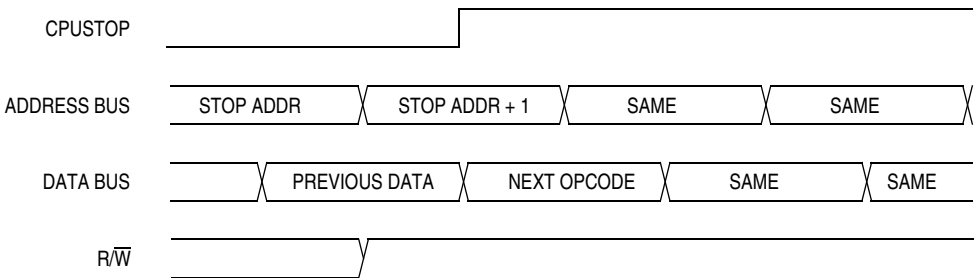 CPUSTOP
ADDRESS BUS STOP ADDR STOP ADDR + 1 SAME SAME
DATA BUS PREVIOUS DATA NEXT OPCODE SAME SAME
R/W̅